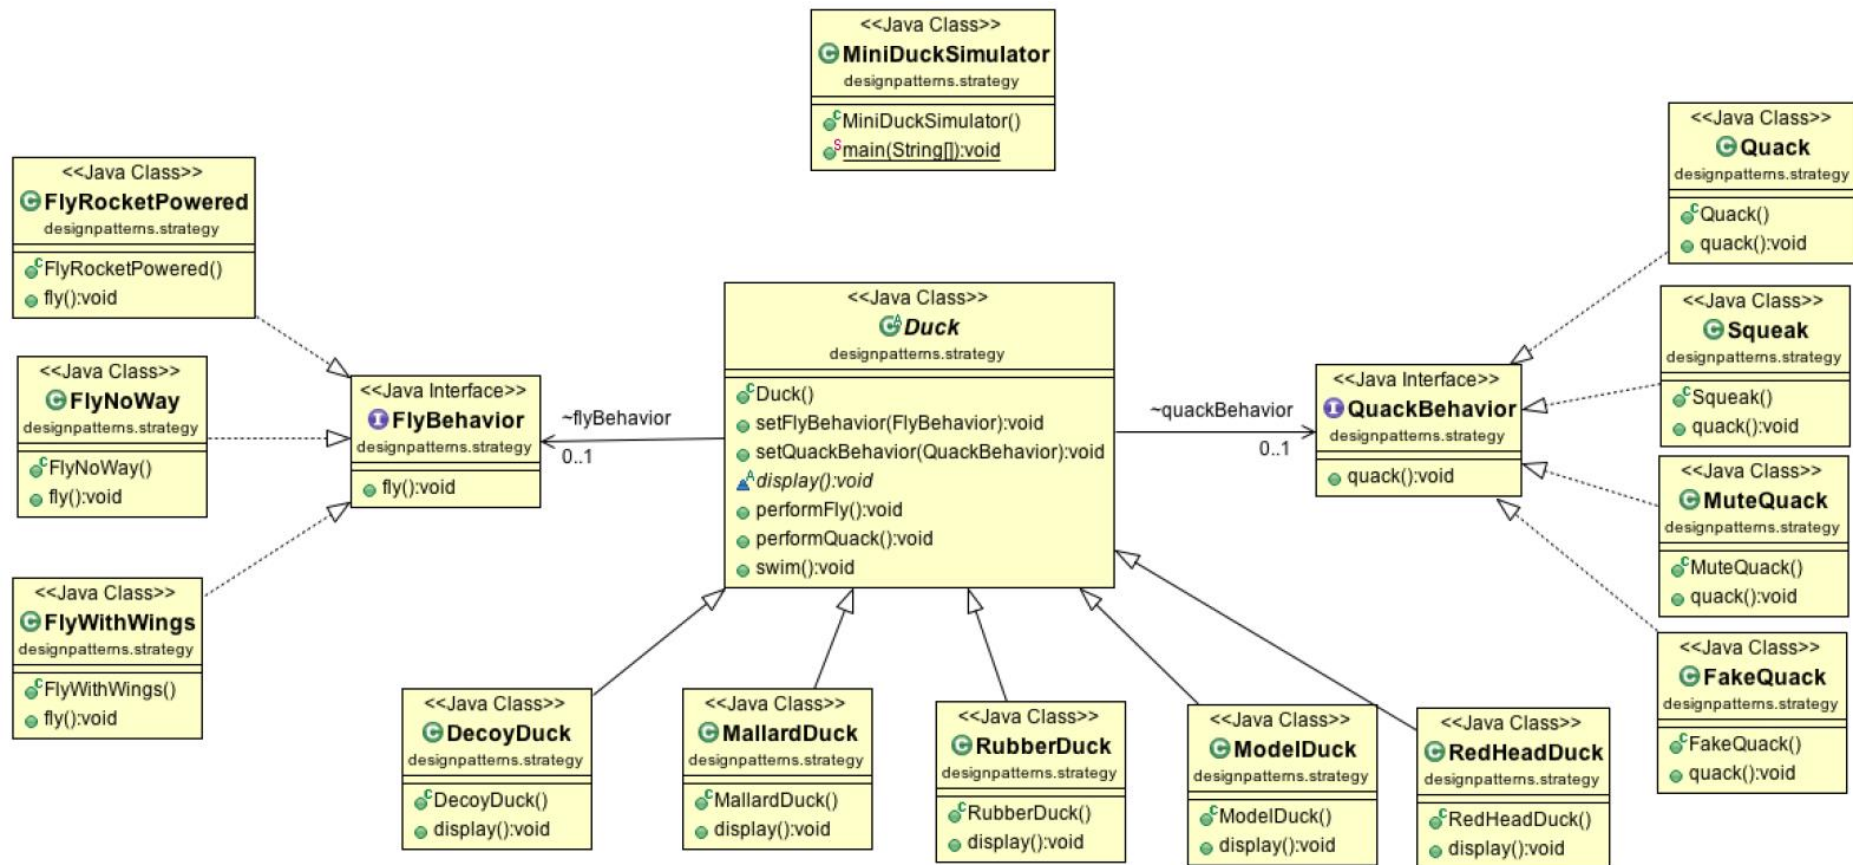 <<Java Class>>
MiniDuckSimulator
designpatterns.strategy
MiniDuckSimulator()
main(String[]):void
<<Java Class>>
FlyRocketPowered
designpatterns.strategy
FlyRocketPowered()
fly():void
<<Java Class>>
FlyNoWay
designpatterns.strategy
FlyNoWay()
fly():void
<<Java Class>>
FlyWithWings
designpatterns.strategy
FlyWithWings()
fly():void
<<Java Interface>>
FlyBehavior
designpatterns.strategy
fly():void
~flyBehavior
0..1
<<Java Class>>
Duck
designpatterns.strategy
Duck()
setFlyBehavior(FlyBehavior):void
setQuackBehavior(QuackBehavior):void
display():void
performFly():void
performQuack():void
swim():void
~quackBehavior
0..1
<<Java Interface>>
QuackBehavior
designpatterns.strategy
quack():void
<<Java Class>>
Quack
designpatterns.strategy
Quack()
quack():void
<<Java Class>>
Squeak
designpatterns.strategy
Squeak()
quack():void
<<Java Class>>
MuteQuack
designpatterns.strategy
MuteQuack()
quack():void
<<Java Class>>
FakeQuack
designpatterns.strategy
FakeQuack()
quack():void
<<Java Class>>
DecoyDuck
designpatterns.strategy
DecoyDuck()
display():void
<<Java Class>>
MallardDuck
designpatterns.strategy
MallardDuck()
display():void
<<Java Class>>
RubberDuck
designpatterns.strategy
RubberDuck()
display():void
<<Java Class>>
ModelDuck
designpatterns.strategy
ModelDuck()
display():void
<<Java Class>>
RedHeadDuck
designpatterns.strategy
RedHeadDuck()
display():void